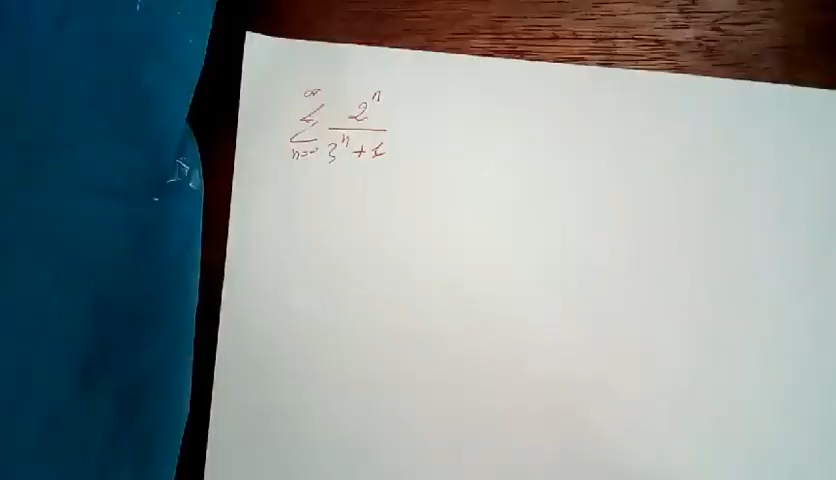 ∞
∑ 2ⁿ / (3ⁿ + 1)
n=0